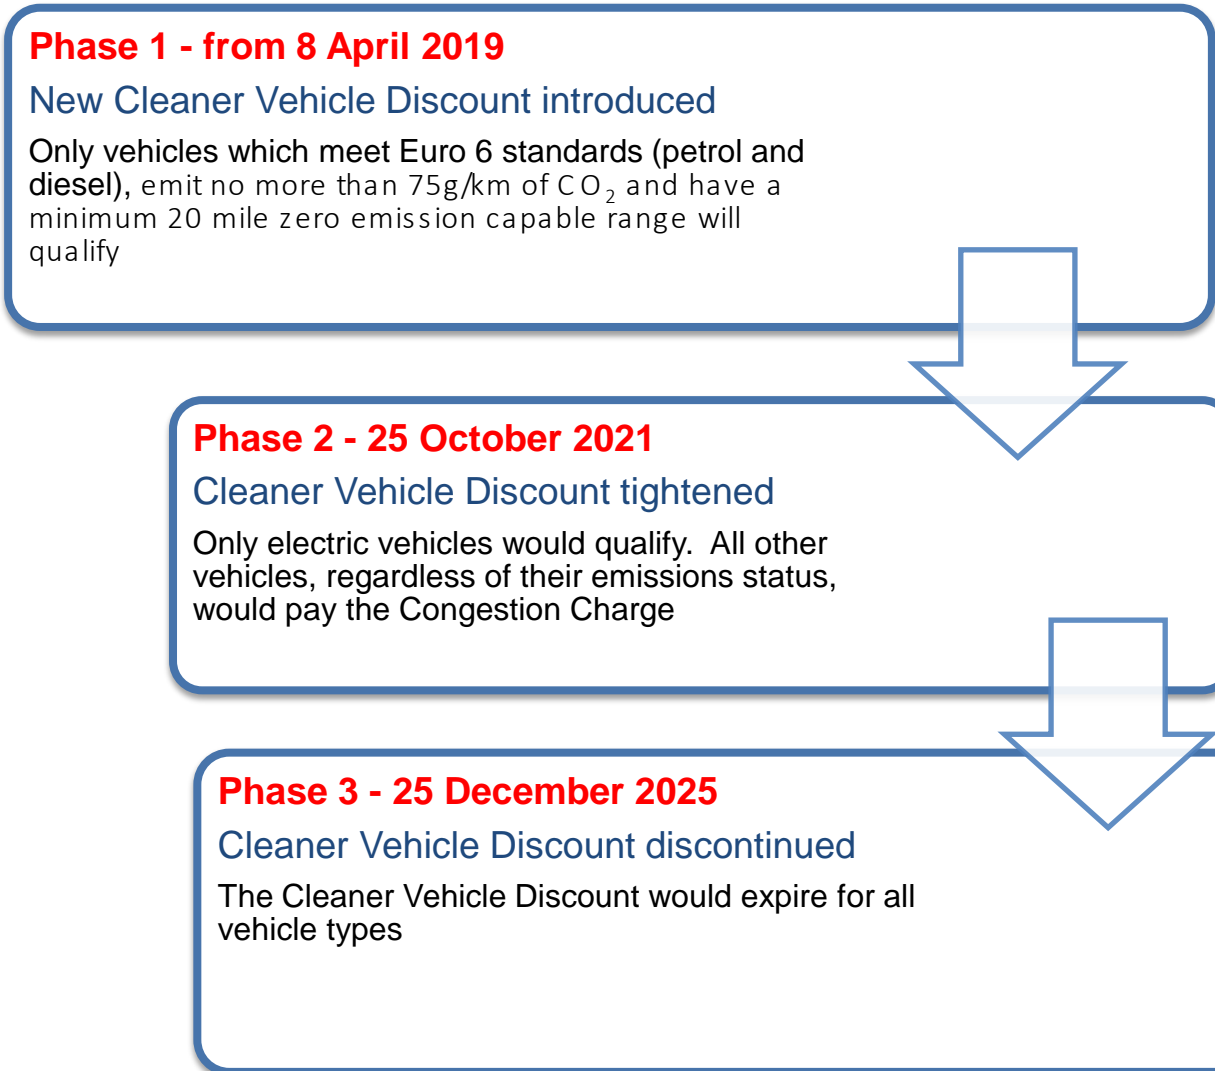 Phase 1 - from 8 April 2019
New Cleaner Vehicle Discount introduced
Only vehicles which meet Euro 6 standards (petrol and
diesel), emit no more than 75g/km of CO₂ and have a
minimum 20 mile zero emission capable range will
qualify
Phase 2 - 25 October 2021
Cleaner Vehicle Discount tightened
Only electric vehicles would qualify.  All other
vehicles, regardless of their emissions status,
would pay the Congestion Charge
Phase 3 - 25 December 2025
Cleaner Vehicle Discount discontinued
The Cleaner Vehicle Discount would expire for all
vehicle types